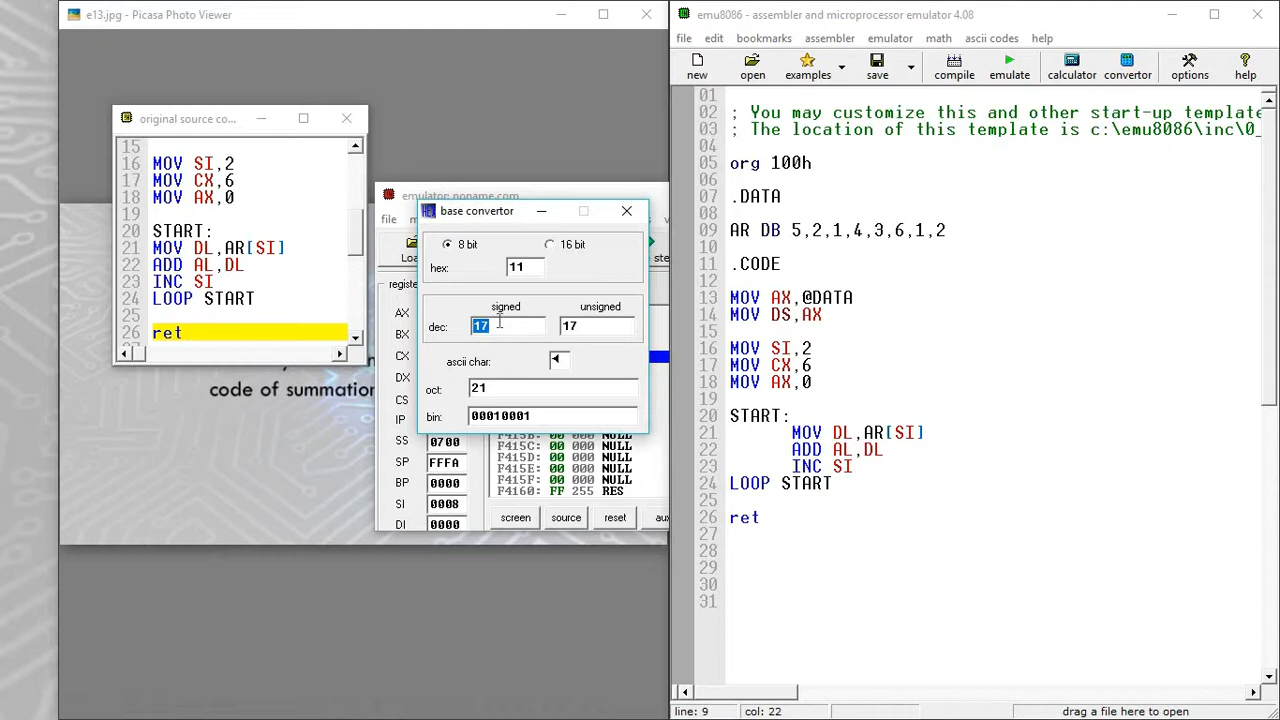 e13.jpg - Picasa Photo Viewer
original source co...
15
16 MOV SI,2
17 MOV CX,6
18 MOV AX,0
19
20 START:
21 MOV DL,AR[SI]
22 ADD AL,DL
23 INC SI
24 LOOP START
25
26 ret
code of summation
emulator: noname.com
file
Loa
ste
registe
AX
BX
CX
DX
CS
IP
SS 0700
SP FFFA
BP 0000
SI 0008
DI 0000
base convertor
8 bit 16 bit
hex: 11
signed unsigned
dec: 17 17
ascii char: ◄
oct: 21
bin: 00010001
F415B: 00 000 NULL
F415C: 00 000 NULL
F415D: 00 000 NULL
F415E: 00 000 NULL
F415F: 00 000 NULL
F4160: FF 255 RES
screen source reset aux
emu8086 - assembler and microprocessor emulator 4.08
file edit bookmarks assembler emulator math ascii codes help
new open examples save compile emulate calculator convertor options help
01
02 ; You may customize this and other start-up template
03 ; The location of this template is c:\emu8086\inc\0_
04
05 org 100h
06
07 .DATA
08
09 AR DB 5,2,1,4,3,6,1,2
10
11 .CODE
12
13 MOV AX,@DATA
14 MOV DS,AX
15
16 MOV SI,2
17 MOV CX,6
18 MOV AX,0
19
20 START:
21 MOV DL,AR[SI]
22 ADD AL,DL
23 INC SI
24 LOOP START
25
26 ret
27
28
29
30
31
line: 9 col: 22 drag a file here to open